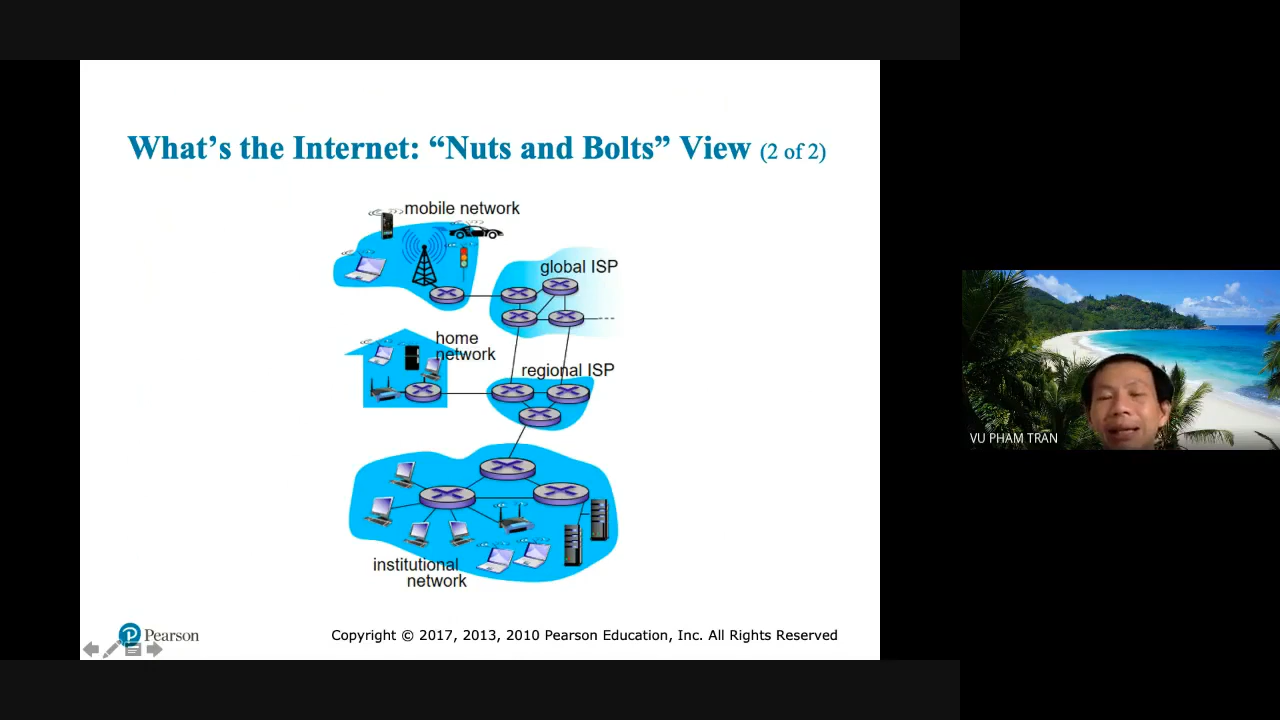 What's the Internet: “Nuts and Bolts” View (2 of 2)
mobile network
global ISP
home
network
regional ISP
institutional
network
Pearson
Copyright © 2017, 2013, 2010 Pearson Education, Inc. All Rights Reserved
VU PHAM TRAN